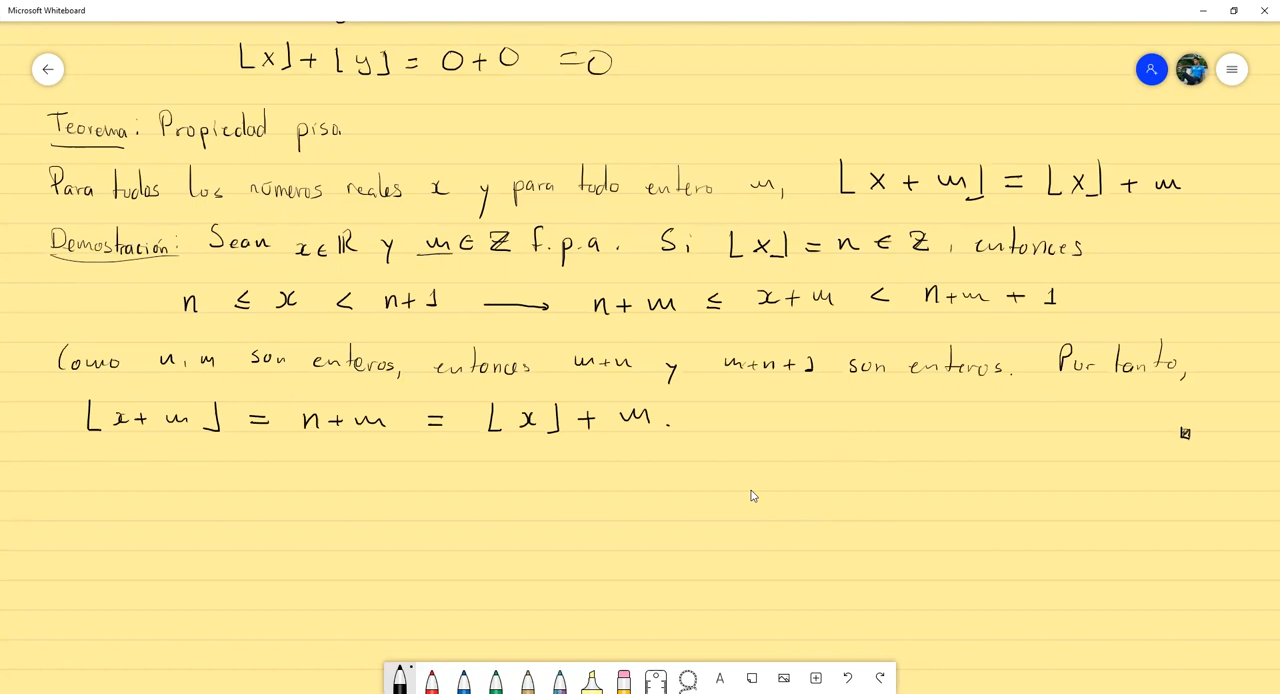 Microsoft Whiteboard
⌊x⌋ + ⌊y⌋ = 0 + 0 = 0
Teorema: Propiedad piso.
Para todos los números reales x y para todo entero m, ⌊x + m⌋ = ⌊x⌋ + m
Demostración: Sean x ∈ ℝ y m ∈ ℤ f.p.a. Si ⌊x⌋ = n ∈ ℤ, entonces
n ≤ x < n+1 ⟶ n + m ≤ x + m < n + m + 1
Como n, m son enteros, entonces m+n y m+n+1 son enteros. Por tanto,
⌊x + m⌋ = n + m = ⌊x⌋ + m.
A